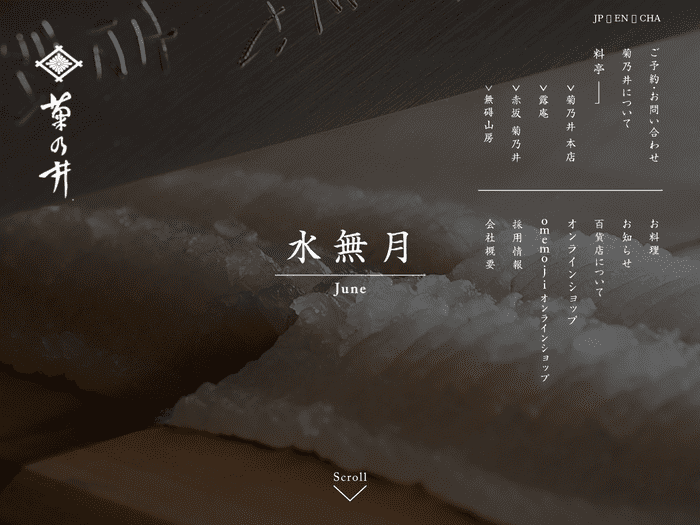 JP ▯ EN ▯ CHA
菊乃井
ご予約・お問い合わせ
菊乃井について
料亭
菊乃井 本店
露庵
赤坂 菊乃井
無碍山房
お料理
お知らせ
百貨店について
オンラインショップ
omemojiオンラインショップ
採用情報
会社概要
水無月
June
Scroll